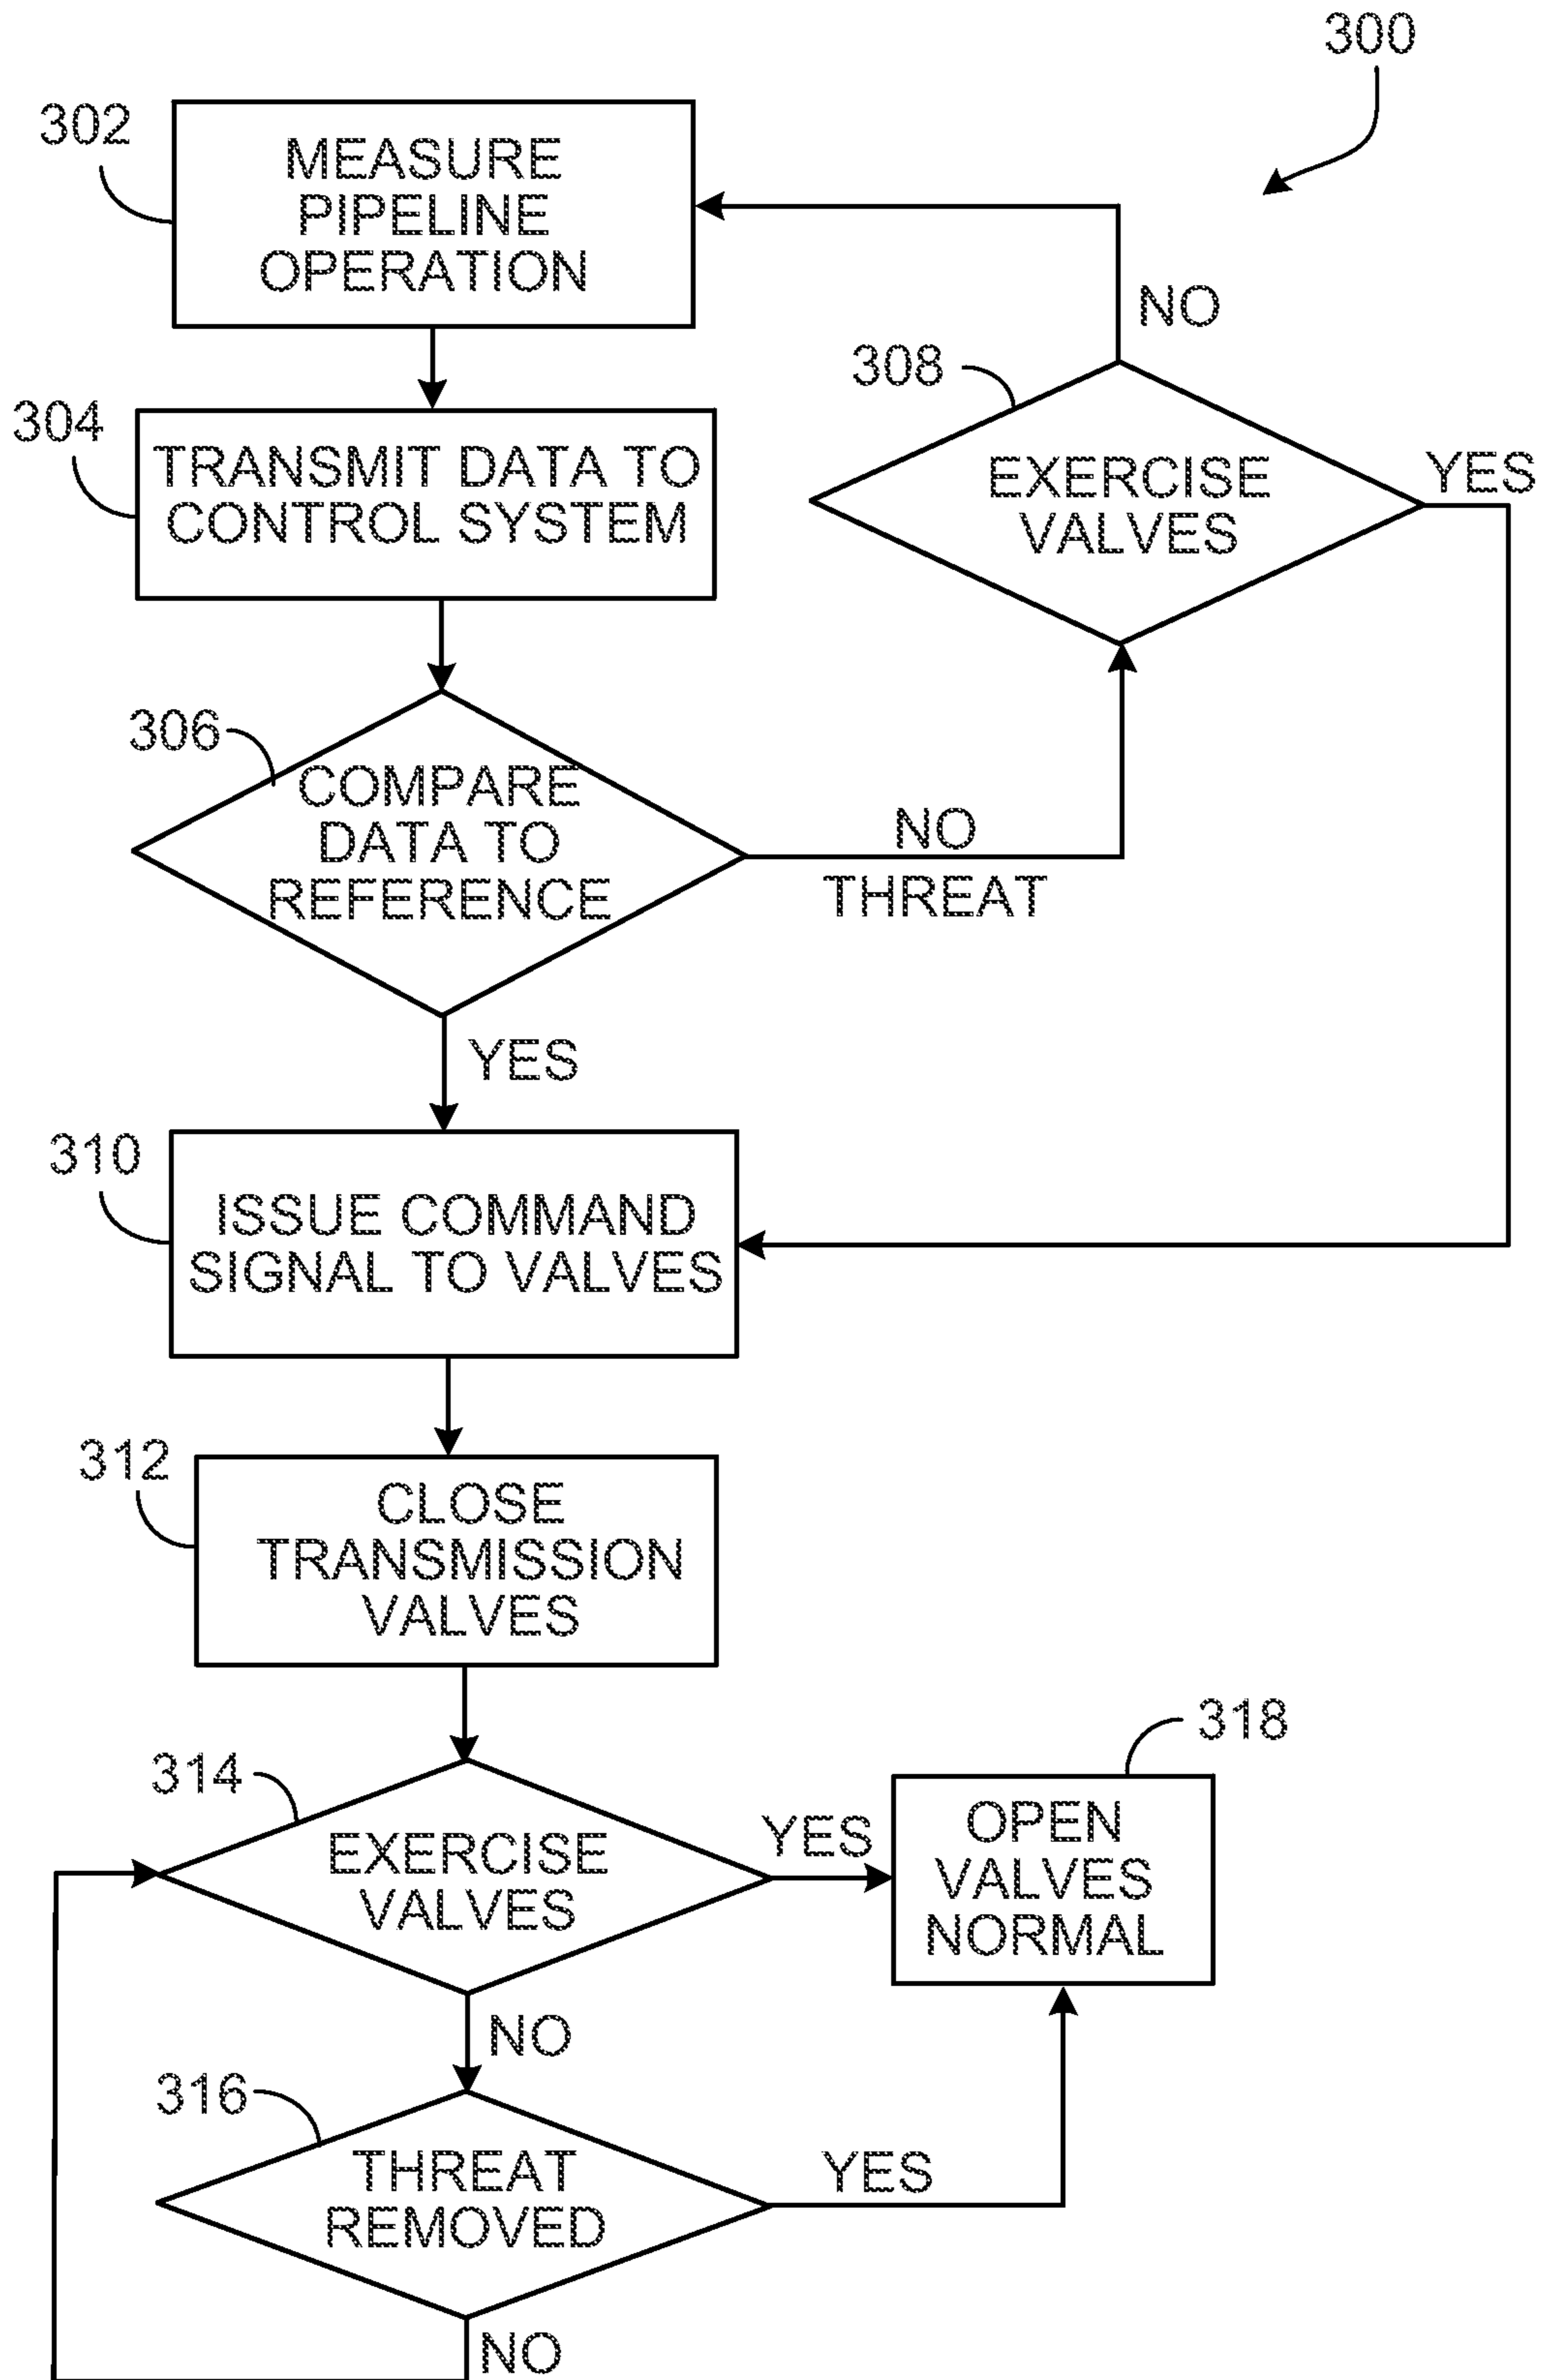 300
302
MEASURE
PIPELINE
OPERATION
NO
308
304
TRANSMIT DATA TO
CONTROL SYSTEM
EXERCISE
VALVES
YES
306
COMPARE
DATA TO
REFERENCE
NO
THREAT
YES
310
ISSUE COMMAND
SIGNAL TO VALVES
312
CLOSE
TRANSMISSION
VALVES
318
314
EXERCISE
VALVES
YES
OPEN
VALVES
NORMAL
NO
316
THREAT
REMOVED
YES
NO